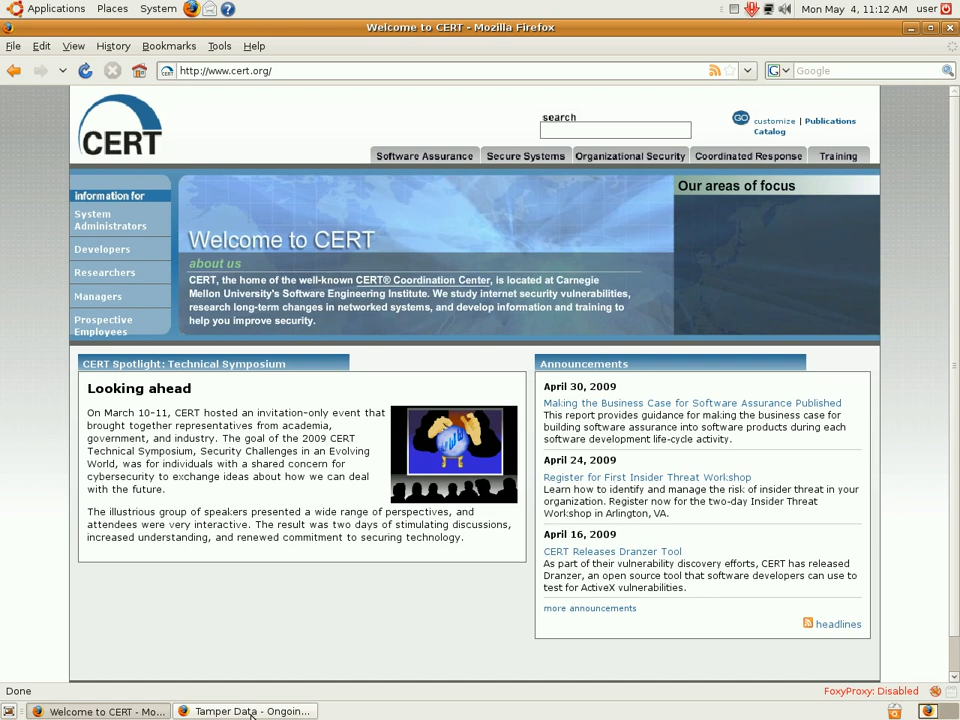 Applications Places System
Mon May 4, 11:12 AM user
Welcome to CERT - Mozilla Firefox
File Edit View History Bookmarks Tools Help
http://www.cert.org/
Google
CERT
search
GO customize | Publications Catalog
Software Assurance Secure Systems Organizational Security Coordinated Response Training
Information for
System
Administrators
Developers
Researchers
Managers
Prospective
Employees
Welcome to CERT
about us
CERT, the home of the well-known CERT® Coordination Center, is located at Carnegie
Mellon University's Software Engineering Institute. We study internet security vulnerabilities,
research long-term changes in networked systems, and develop information and training to
help you improve security.
Our areas of focus
CERT Spotlight: Technical Symposium
Looking ahead
On March 10-11, CERT hosted an invitation-only event that
brought together representatives from academia,
government, and industry. The goal of the 2009 CERT
Technical Symposium, Security Challenges in an Evolving
World, was for individuals with a shared concern for
cybersecurity to exchange ideas about how we can deal
with the future.
The illustrious group of speakers presented a wide range of perspectives, and
attendees were very interactive. The result was two days of stimulating discussions,
increased understanding, and renewed commitment to securing technology.
Announcements
April 30, 2009
Making the Business Case for Software Assurance Published
This report provides guidance for making the business case for
building software assurance into software products during each
software development life-cycle activity.
April 24, 2009
Register for First Insider Threat Workshop
Learn how to identify and manage the risk of insider threat in your
organization. Register now for the two-day Insider Threat
Workshop in Arlington, VA.
April 16, 2009
CERT Releases Dranzer Tool
As part of their vulnerability discovery efforts, CERT has released
Dranzer, an open source tool that software developers can use to
test for ActiveX vulnerabilities.
more announcements
headlines
Done
FoxyProxy: Disabled
Welcome to CERT - Mo...
Tamper Data - Ongoin...